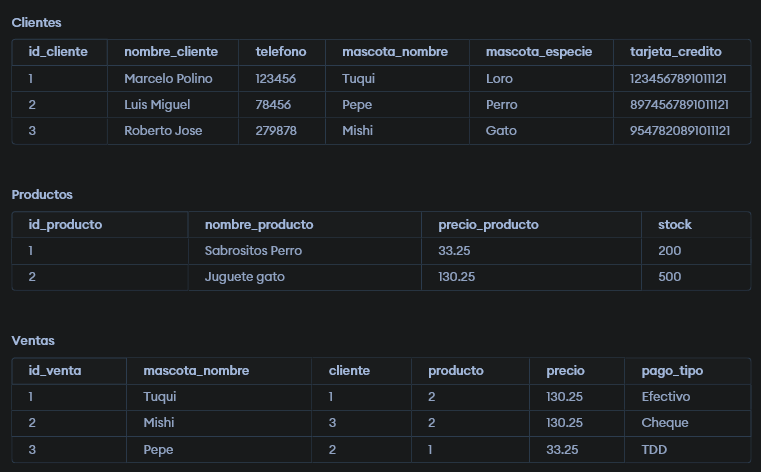 Clientes
id_cliente nombre_cliente telefono mascota_nombre mascota_especie tarjeta_credito
1 Marcelo Polino 123456 Tuqui Loro 1234567891011121
2 Luis Miguel 78456 Pepe Perro 8974567891011121
3 Roberto Jose 279878 Mishi Gato 9547820891011121
Productos
id_producto nombre_producto precio_producto stock
1 Sabrositos Perro 33.25 200
2 Juguete gato 130.25 500
Ventas
id_venta mascota_nombre cliente producto precio pago_tipo
1 Tuqui 1 2 130.25 Efectivo
2 Mishi 3 2 130.25 Cheque
3 Pepe 2 1 33.25 TDD